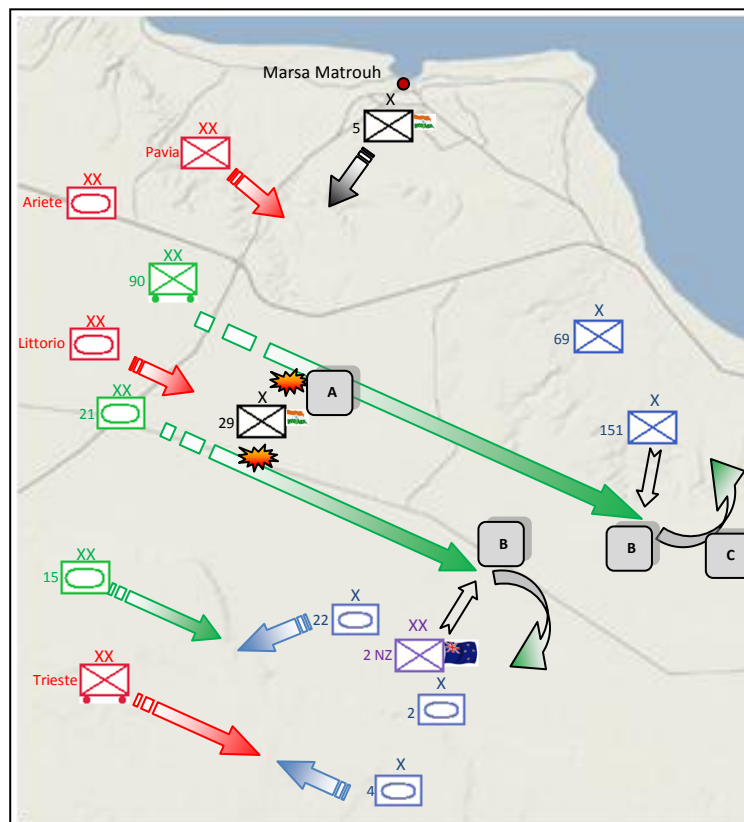 Marsa Matrouh
X
5
XX
Pavia
XX
Ariete
XX
90
X
69
XX
Littorio
A
XX
21
X
29
X
151
B
B
C
XX
15
X
22
XX
2 NZ
XX
Trieste
X
2
X
4